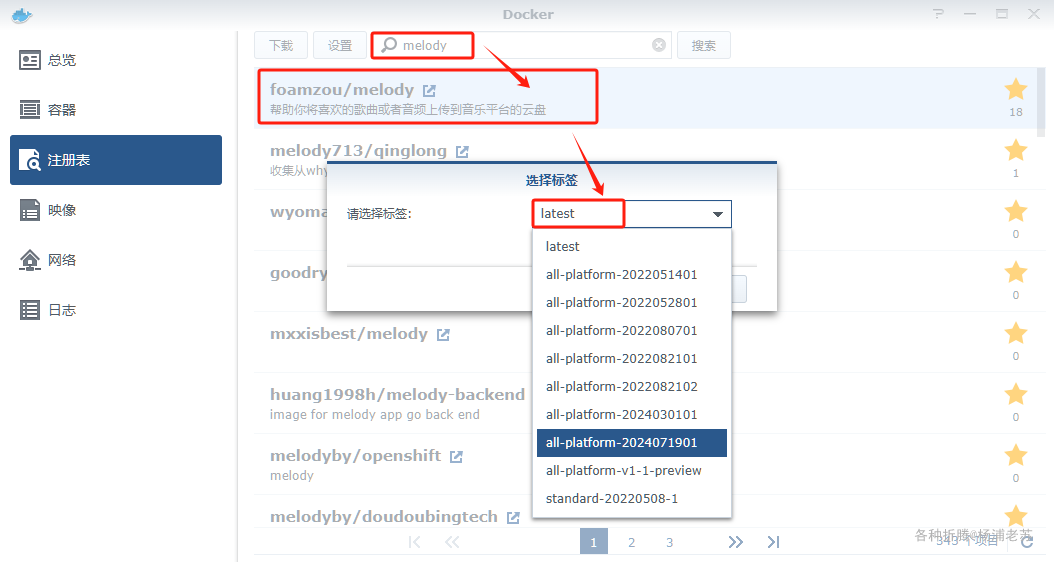 Docker
总览
容器
注册表
映像
网络
日志
下载
设置
melody
搜索
foamzou/melody
帮助你将喜欢的歌曲或者音频上传到音乐平台的云盘
18
melody713/qinglong
收集从why
1
wyoma
0
goodry
0
mxxisbest/melody
0
huang1998h/melody-backend
image for melody app go back end
0
melodyby/openshift
melody
0
melodyby/doudoubingtech
选择标签
请选择标签:
latest
latest
all-platform-2022051401
all-platform-2022052801
all-platform-2022080701
all-platform-2022082101
all-platform-2022082102
all-platform-2024030101
all-platform-2024071901
all-platform-v1-1-preview
standard-20220508-1
1
2
3
343 个项目
各种折腾@杨浦老苏